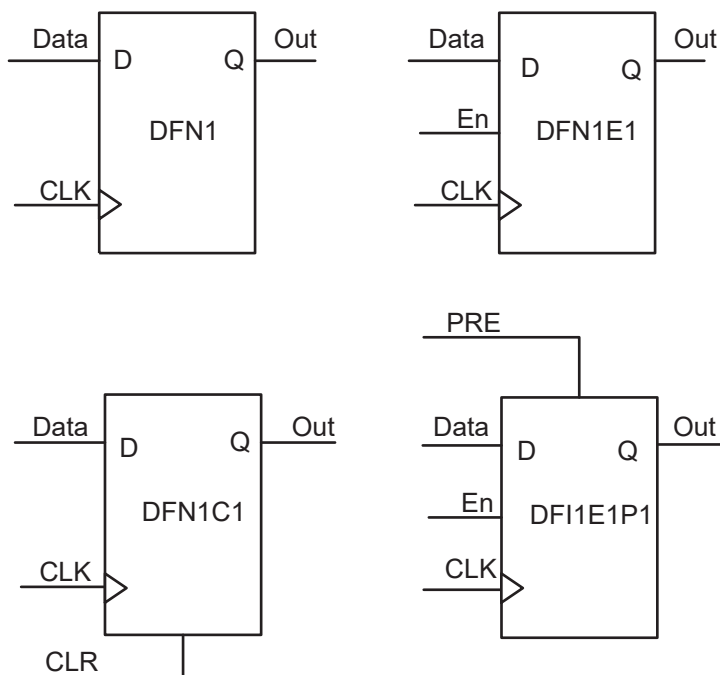 Data
Out
D
Q
DFN1
CLK
Data
Out
D
Q
En
DFN1E1
CLK
Data
Out
D
Q
DFN1C1
CLK
CLR
PRE
Data
Out
D
Q
En
DFI1E1P1
CLK